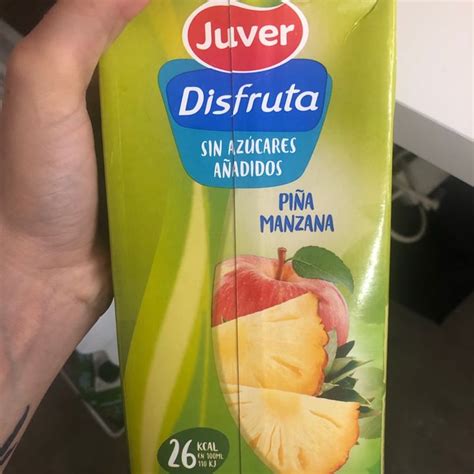 Juver
Disfruta
SIN AZÚCARES
AÑADIDOS
PIÑA
MANZANA
26 KCAL
EN 100ML
110 KJ